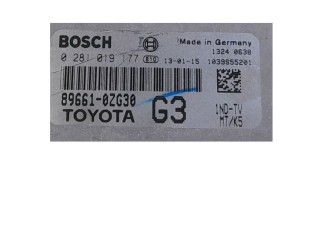 BOSCH Made in Germany
1324 0638
0 281 019 177 13-01-15 1039S55201
89661-0ZG30 G3 1ND-TV
TOYOTA MT/K5